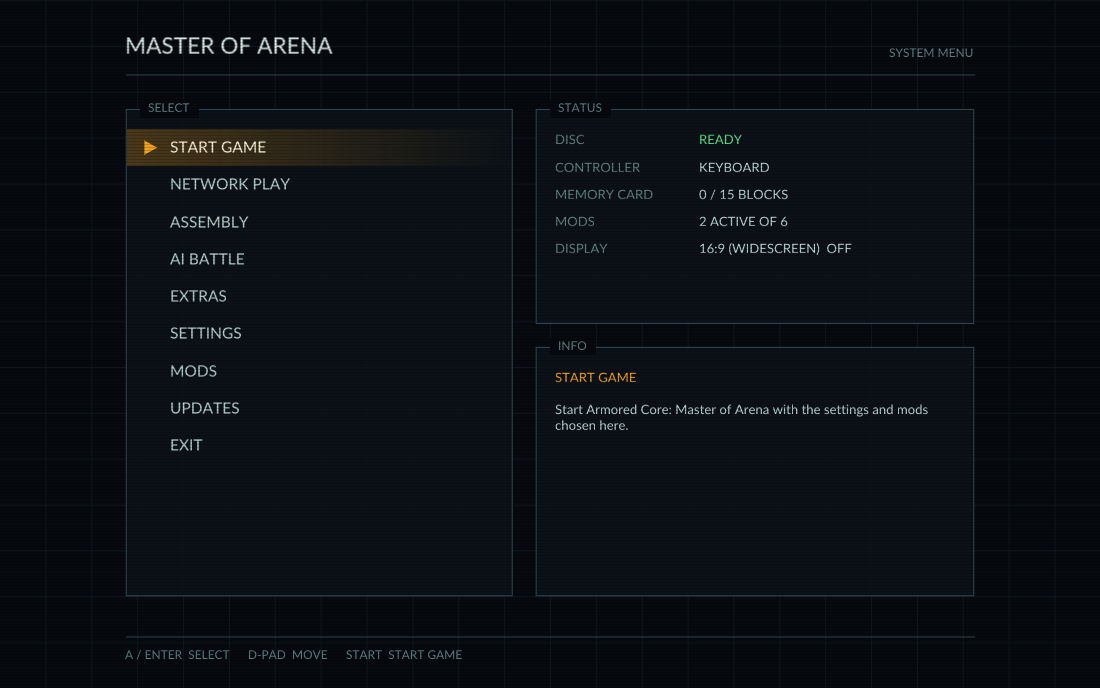 MASTER OF ARENA
SYSTEM MENU
SELECT
START GAME
NETWORK PLAY
ASSEMBLY
AI BATTLE
EXTRAS
SETTINGS
MODS
UPDATES
EXIT
STATUS
DISC READY
CONTROLLER KEYBOARD
MEMORY CARD 0 / 15 BLOCKS
MODS 2 ACTIVE OF 6
DISPLAY 16:9 (WIDESCREEN) OFF
INFO
START GAME
Start Armored Core: Master of Arena with the settings and mods
chosen here.
A / ENTER SELECT D-PAD MOVE START START GAME